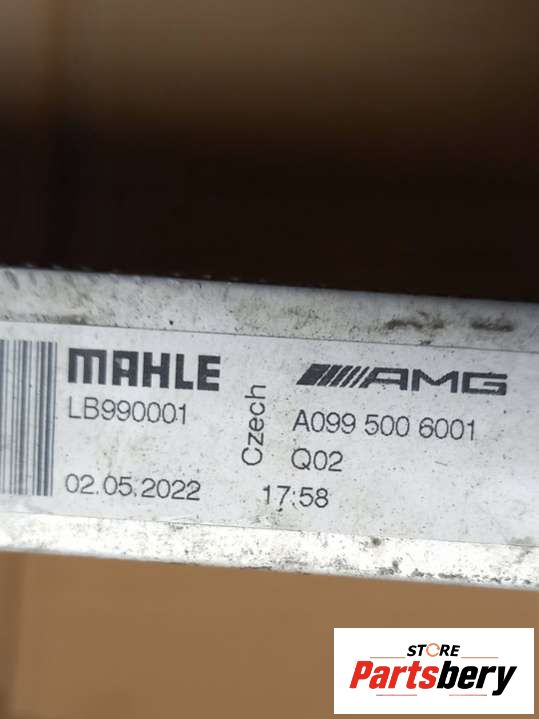 MAHLE
LB990001
02.05.2022
Czech
AMG
A099 500 6001
Q02
17:58
STORE
Partsbery